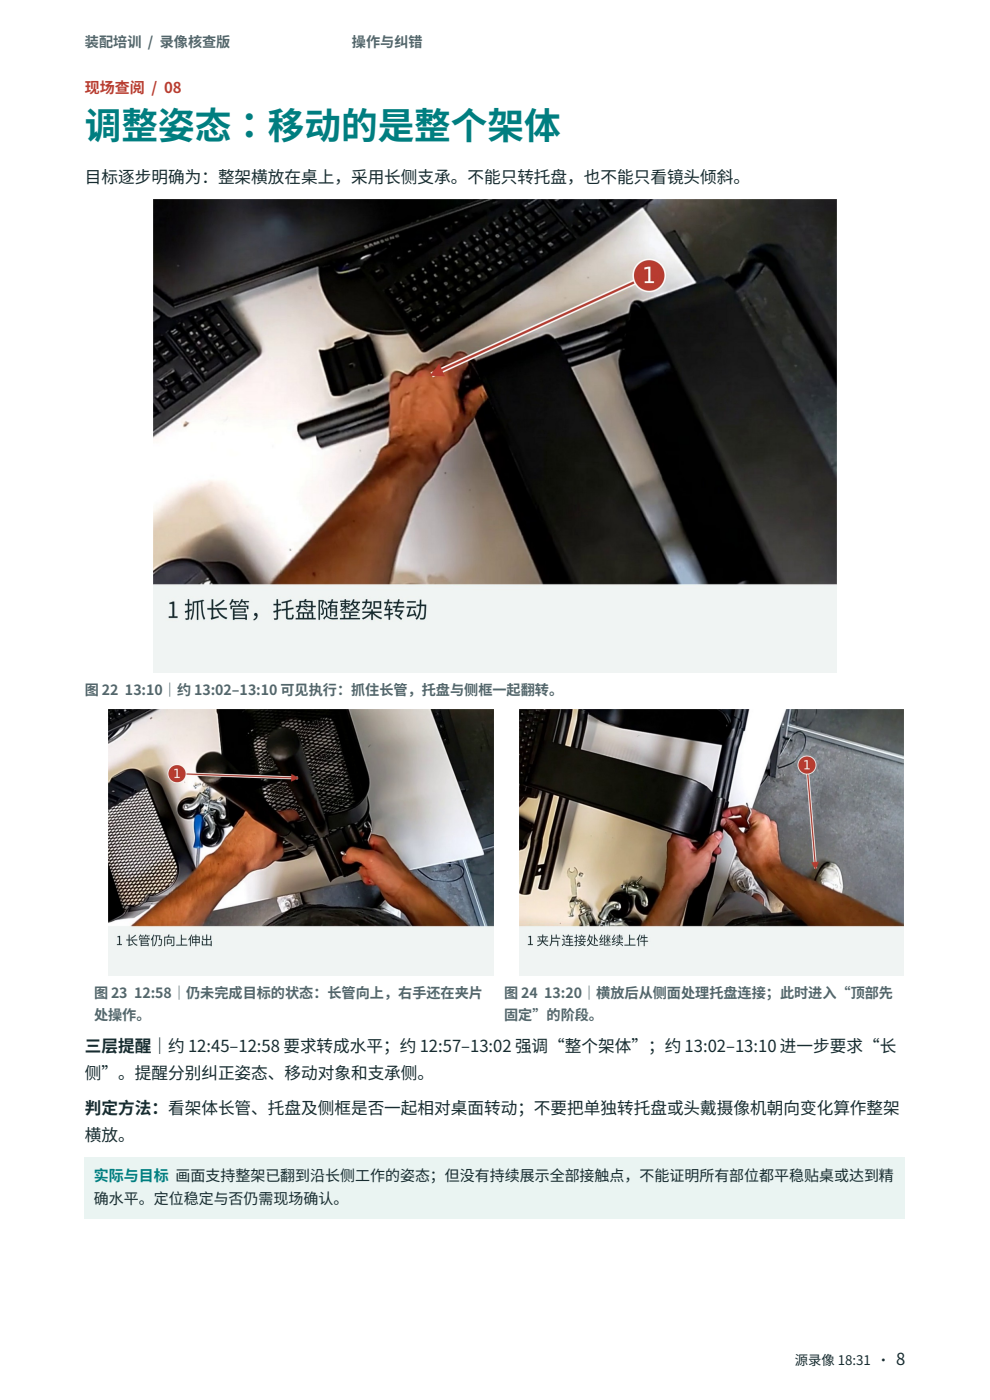 装配培训 / 录像核查版
操作与纠错
现场查阅 / 08
调整姿态：移动的是整个架体
目标逐步明确为：整架横放在桌上，采用长侧支承。不能只转托盘，也不能只看镜头倾斜。
SAMSUNG
1
1 抓长管，托盘随整架转动
图 22 13:10｜约 13:02–13:10 可见执行：抓住长管，托盘与侧框一起翻转。
1
1 长管仍向上伸出
图 23 12:58｜仍未完成目标的状态：长管向上，右手还在夹片
处操作。
1
1 夹片连接处继续上件
图 24 13:20｜横放后从侧面处理托盘连接；此时进入“顶部先
固定”的阶段。
三层提醒｜约 12:45–12:58 要求转成水平；约 12:57–13:02 强调“整个架体”；约 13:02–13:10 进一步要求“长
侧”。提醒分别纠正姿态、移动对象和支承侧。
判定方法：看架体长管、托盘及侧框是否一起相对桌面转动；不要把单独转托盘或头戴摄像机朝向变化算作整架
横放。
实际与目标 画面支持整架已翻到沿长侧工作的姿态；但没有持续展示全部接触点，不能证明所有部位都平稳贴桌或达到精
确水平。定位稳定与否仍需现场确认。
源录像 18:31 · 8